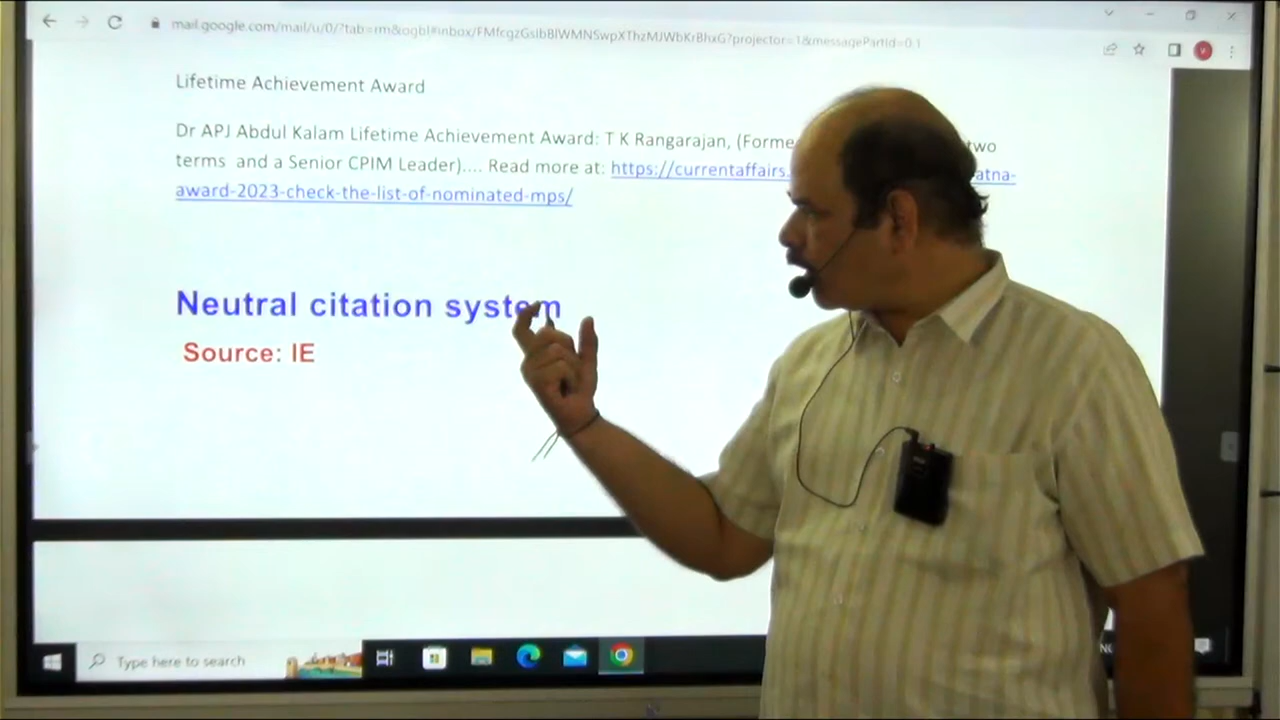 mail.google.com/mail/u/0/?tab=rm&ogbl#inbox/FMfcgzGslbBlWMNSwpXThzMJWbKrBhxG?projector=1&messagePartId=0.1
Lifetime Achievement Award
Dr APJ Abdul Kalam Lifetime Achievement Award: T K Rangarajan, (Forme two
terms and a Senior CPIM Leader).... Read more at: https://currentaffairs. atna-
award-2023-check-the-list-of-nominated-mps/
Neutral citation system
Source: IE
Type here to search